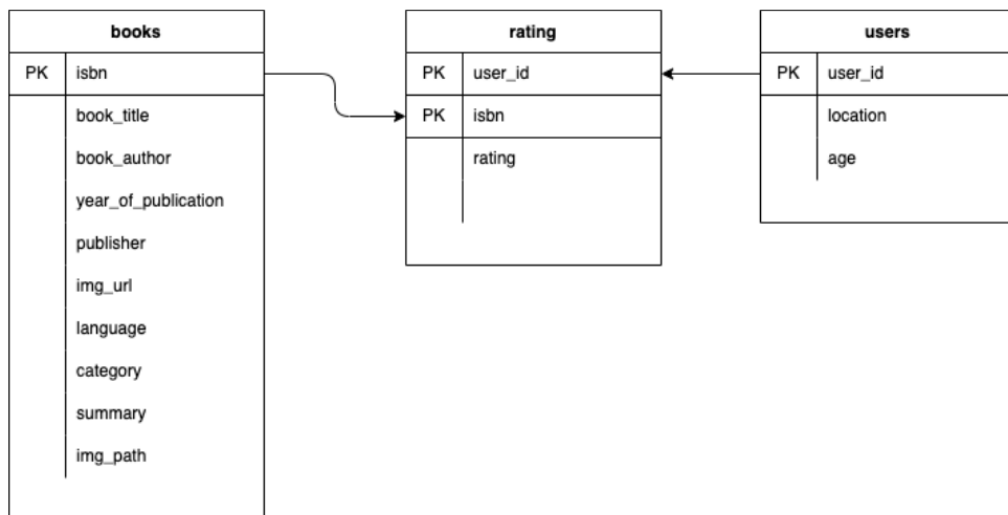 books
PK isbn
book_title
book_author
year_of_publication
publisher
img_url
language
category
summary
img_path
rating
PK user_id
PK isbn
rating
users
PK user_id
location
age